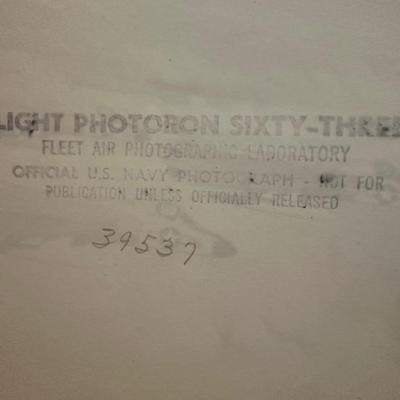 LIGHT PHOTORON SIXTY-THREE
FLEET AIR PHOTOGRAPHIC LABORATORY
OFFICIAL U.S. NAVY PHOTOGRAPH - NOT FOR
PUBLICATION UNLESS OFFICIALLY RELEASED
39537